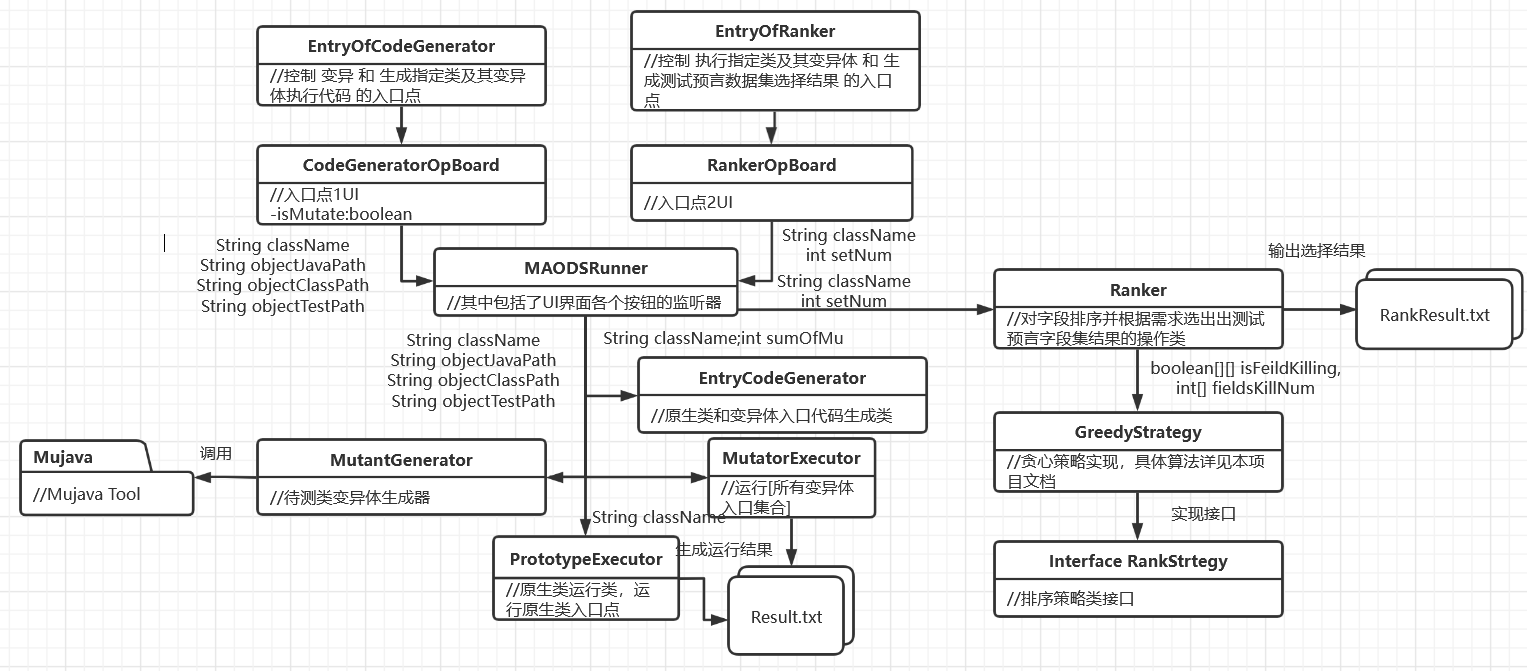 EntryOfCodeGenerator
//控制 变异 和 生成指定类及其变异
体执行代码 的入口点
EntryOfRanker
//控制 执行指定类及其变异体 和 生
成测试预言数据集选择结果 的入口
点
CodeGeneratorOpBoard
//入口点1UI
-isMutate:boolean
RankerOpBoard
//入口点2UI
String className
String objectJavaPath
String objectClassPath
String objectTestPath
String className
int setNum
MAODSRunner
//其中包括了UI界面各个按钮的监听器
String className
int setNum
Ranker
//对字段排序并根据需求选出出测试
预言字段集结果的操作类
输出选择结果
RankResult.txt
String className
String objectJavaPath
String objectClassPath
String objectTestPath
String className;int sumOfMu
EntryCodeGenerator
//原生类和变异体入口代码生成类
boolean[][] isFeildKilling,
int[] fieldsKillNum
GreedyStrategy
//贪心策略实现，具体算法详见本项
目文档
Mujava
//Mujava Tool
调用
MutantGenerator
//待测类变异体生成器
MutatorExecutor
//运行[所有变异体
入口集合]
String className
实现接口
PrototypeExecutor
//原生类运行类，运
行原生类入口点
生成运行结果
Result.txt
Interface RankStrtegy
//排序策略类接口